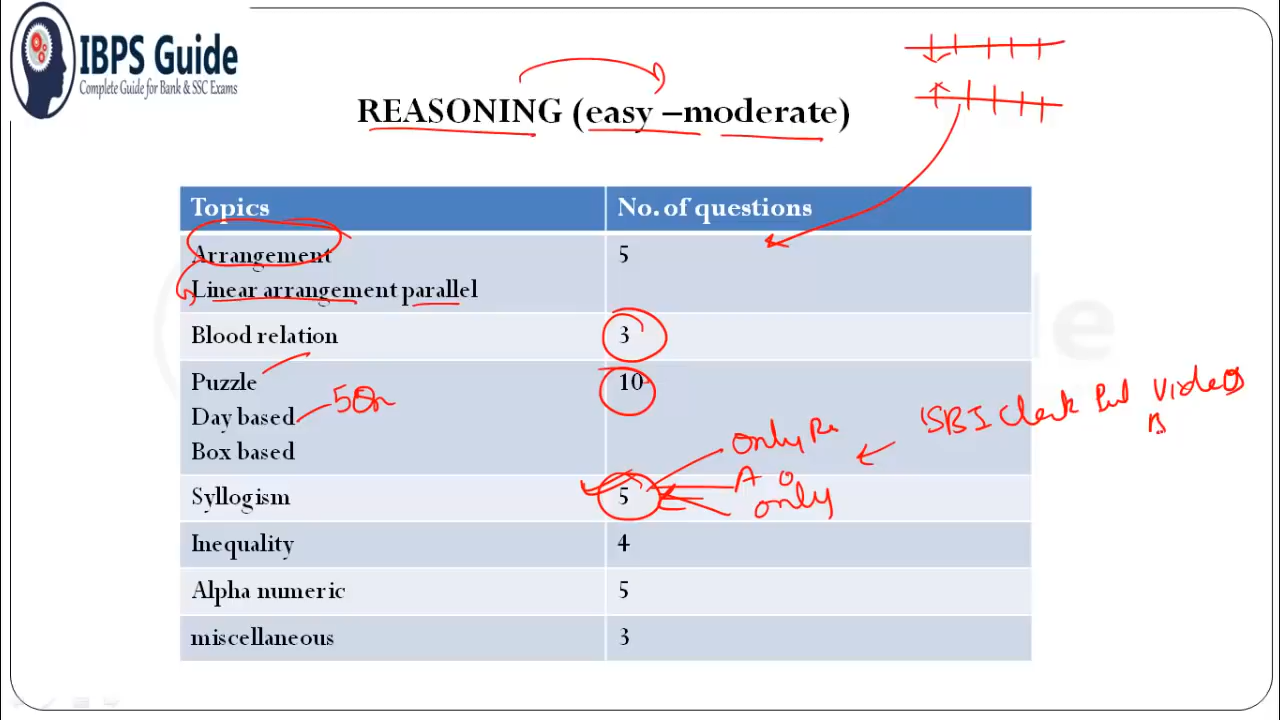 IBPS Guide
Complete Guide for Bank & SSC Exams
REASONING (easy –moderate)
Topics No. of questions
Arrangement 5
Linear arrangement parallel
Blood relation 3
Puzzle 10
Day based
Box based
Syllogism 5
Inequality 4
Alpha numeric 5
miscellaneous 3
only
A
only
SBI Clerk
Videos